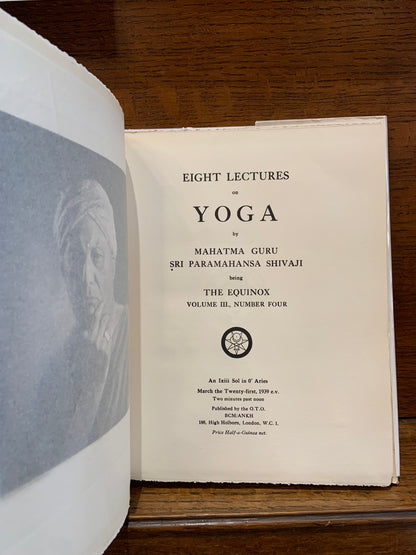 EIGHT LECTURES
on
YOGA
by
MAHATMA GURU
SRI PARAMAHANSA SHIVAJI
being
THE EQUINOX
VOLUME III., NUMBER FOUR
An Ixiii Sol in 0° Aries
March the Twenty-first, 1939 e.v.
Two minutes past noon
Published by the O.T.O.
BCM/ANKH
188, High Holborn, London, W.C. 1.
Price Half-a-Guinea net.